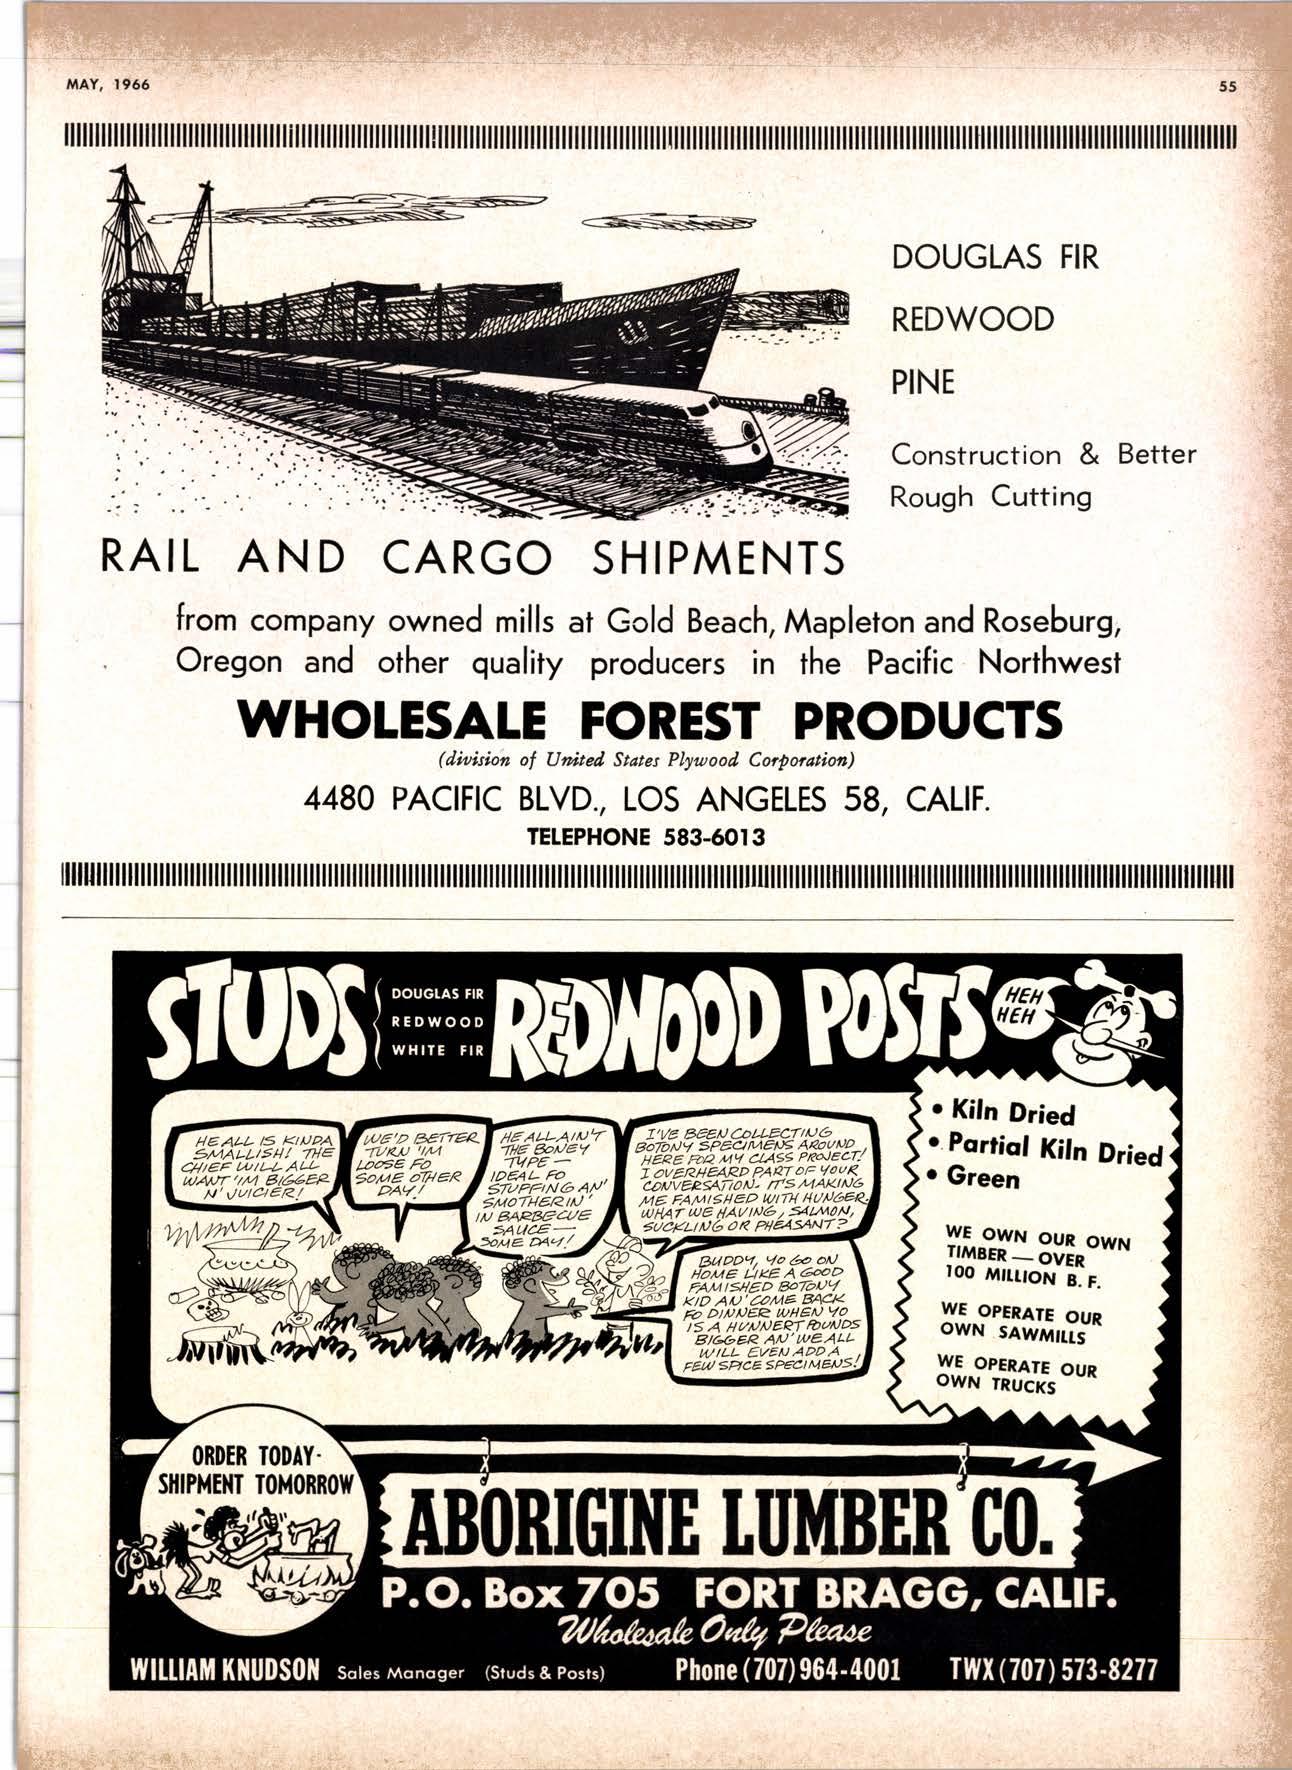 MAY, 1966
55
DOUGLAS FIR
REDWOOD
PINE
Construction & Better
Rough Cutting
RAIL AND CARGO SHIPMENTS
from company owned mills at Gold Beach, Mapleton and Roseburg,
Oregon and other quality producers in the Pacific Northwest
WHOLESALE FOREST PRODUCTS
(division of United States Plywood Corporation)
4480 PACIFIC BLVD., LOS ANGELES 58, CALIF.
TELEPHONE 583-6013
STUDS
DOUGLAS FIR
REDWOOD
WHITE FIR
REDWOOD POSTS
HEH
HEH
• Kiln Dried
• Partial Kiln Dried
• Green
WE OWN OUR OWN
TIMBER — OVER
100 MILLION B. F.
WE OPERATE OUR
OWN SAWMILLS
WE OPERATE OUR
OWN TRUCKS
HE ALL IS KINDA
SMALLISH! THE
CHIEF WILL ALL
WANT 'IM BIGGER
N' JUICIER!
WE'D BETTER
TURN 'IM
LOOSE FO
SOME OTHER
DAY!
HE ALL AIN'T
THE BONEY
TYPE —
IDEAL FO
STUFFING AN'
SMOTHERIN'
IN BARBECUE
SAUCE —
SOME DAY!
I'VE BEEN COLLECTING
BOTONY SPECIMENS AROUND
HERE FOR MY CLASS PROJECT!
I OVERHEARD PART OF YOUR
CONVERSATION. IT'S MAKING
ME FAMISHED WITH HUNGER.
WHAT WE HAVING, SALMON,
SUCKLING OR PHEASANT?
BUDDY, YO GO ON
HOME LIKE A GOOD
FAMISHED BOTONY
KID AN' COME BACK
FO DINNER WHEN YO
IS A HUNNERT POUNDS
BIGGER AN' WE ALL
WILL EVEN ADD A
FEW SPICE SPECIMENS!
ORDER TODAY-
SHIPMENT TOMORROW
ABORIGINE LUMBER CO.
P.O. Box 705 FORT BRAGG, CALIF.
Wholesale Only Please
WILLIAM KNUDSON Sales Manager (Studs & Posts) Phone (707) 964-4001 TWX (707) 573-8277